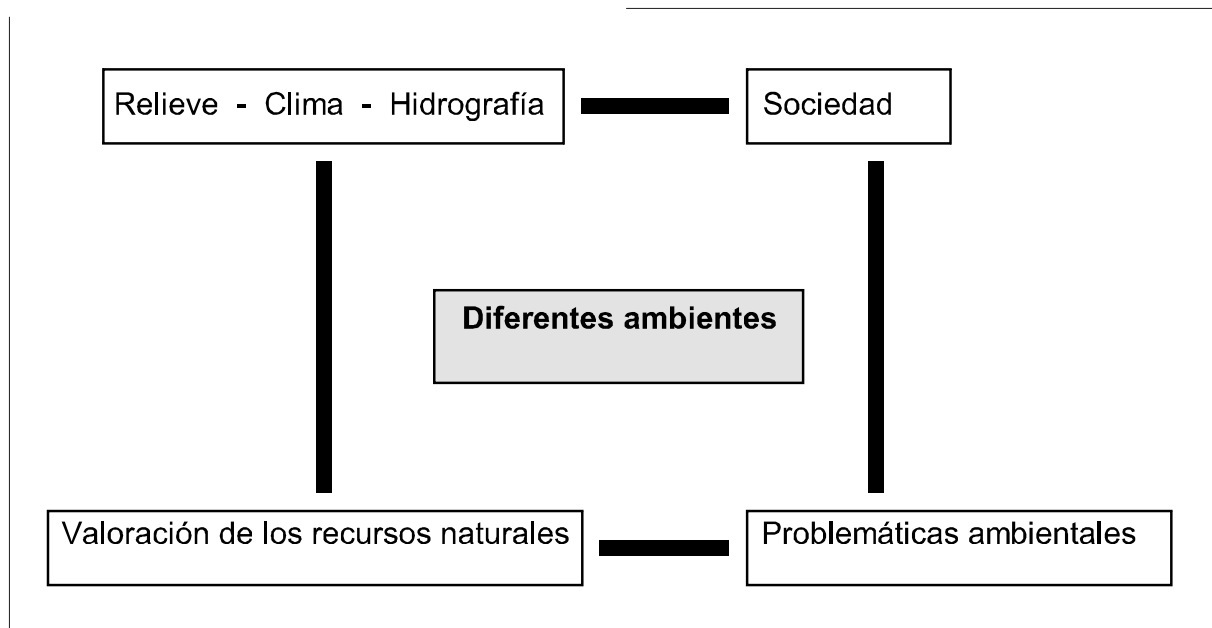 Relieve - Clima - Hidrografía
Sociedad
Diferentes ambientes
Valoración de los recursos naturales
Problemáticas ambientales